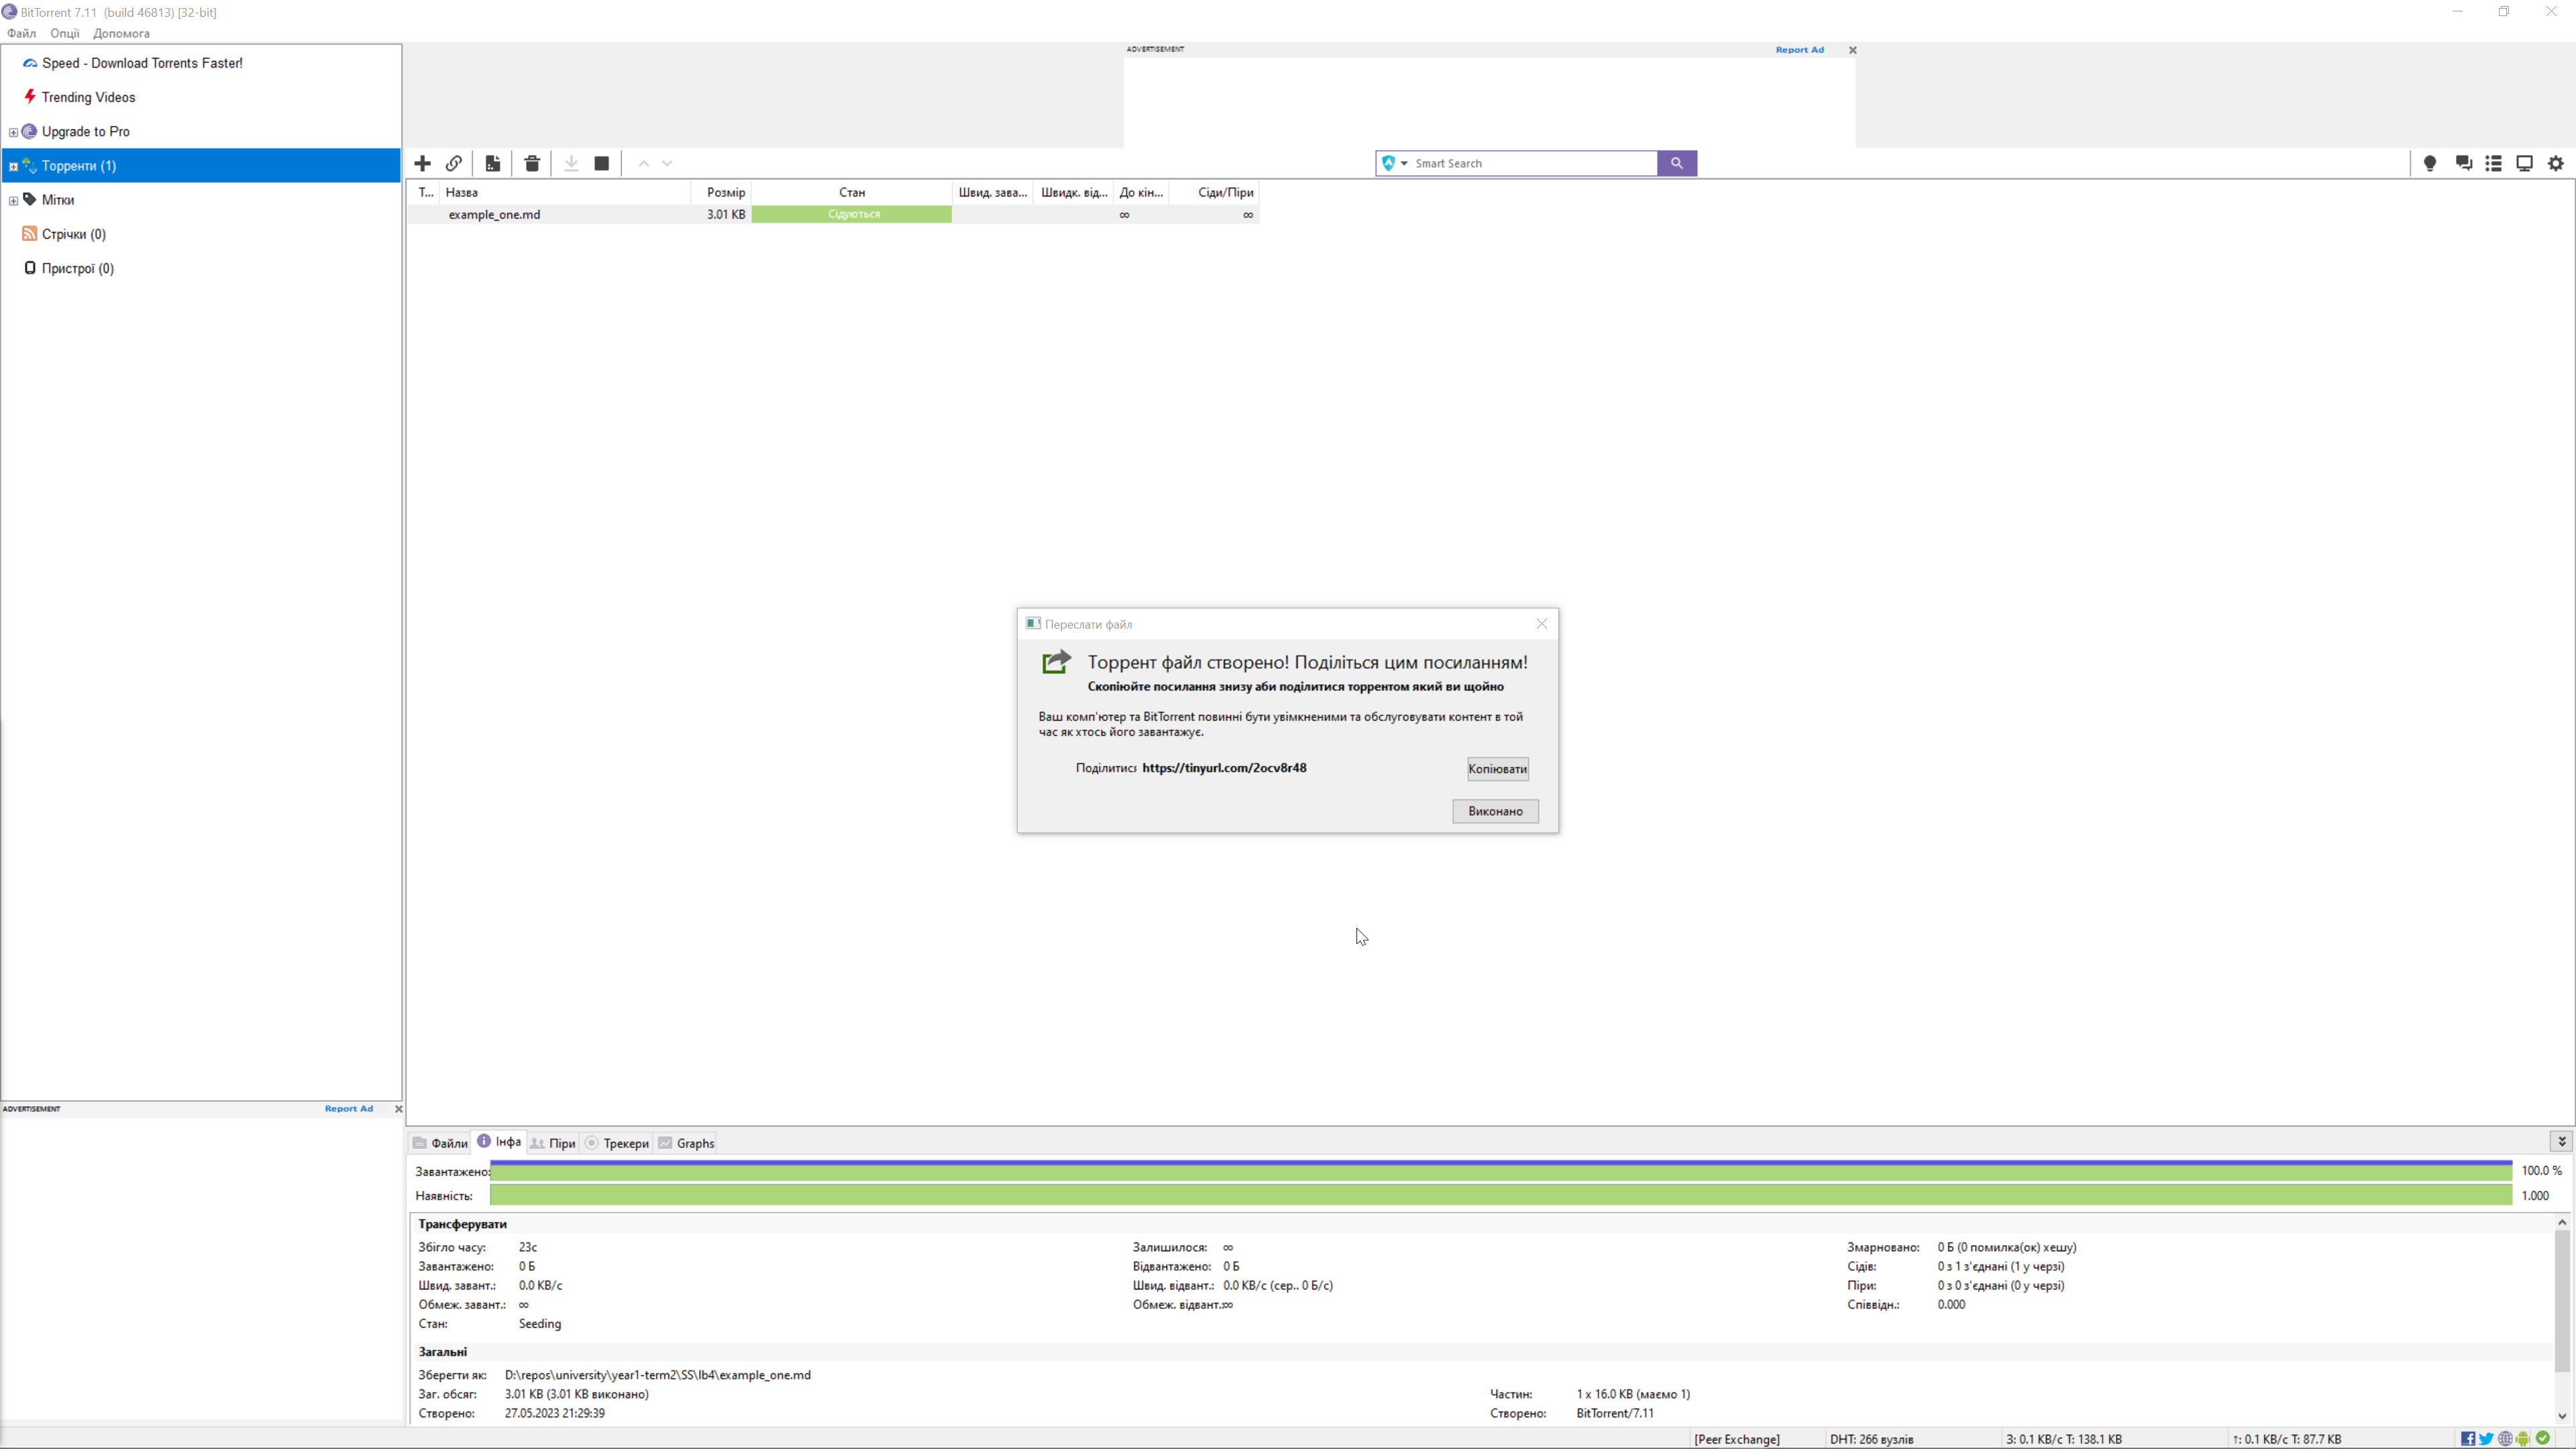 BitTorrent 7.11 (build 46813) [32-bit]
Файл Опції Допомога
Speed - Download Torrents Faster!
Trending Videos
Upgrade to Pro
Торренти (1)
Мітки
Стрічки (0)
Пристрої (0)
ADVERTISEMENT Report Ad
Smart Search
Т... Назва Розмір Стан Швид. зава... Швидк. від... До кін... Сіди/Піри
example_one.md 3.01 KB Сідуються ∞ ∞
Переслати файл
Торрент файл створено! Поділіться цим посиланням!
Скопіюйте посилання знизу аби поділитися торрентом який ви щойно
Ваш комп'ютер та BitTorrent повинні бути увімкненими та обслуговувати контент в той
час як хтось його завантажує.
Поділитися https://tinyurl.com/2ocv8r48 Копіювати
Виконано
ADVERTISEMENT Report Ad
Файли Інфа Піри Трекери Graphs
Завантажено: 100.0 %
Наявність: 1.000
Трансферувати
Збігло часу: 23с Залишилося: ∞ Змарновано: 0 Б (0 помилка(ок) хешу)
Завантажено: 0 Б Відвантажено: 0 Б Сідів: 0 з 1 з'єднані (1 у черзі)
Швид. завант.: 0.0 KB/с Швид. відвант.: 0.0 KB/с (сер.. 0 Б/с) Піри: 0 з 0 з'єднані (0 у черзі)
Обмеж. завант.: ∞ Обмеж. відвант.:∞ Співвідн.: 0.000
Стан: Seeding
Загальні
Зберегти як: D:\repos\university\year1-term2\SS\lb4\example_one.md
Заг. обсяг: 3.01 KB (3.01 KB виконано) Частин: 1 x 16.0 KB (маємо 1)
Створено: 27.05.2023 21:29:39 Створено: BitTorrent/7.11
[Peer Exchange] DHT: 266 вузлів З: 0.1 KB/с T: 138.1 KB ↑: 0.1 KB/с T: 87.7 KB